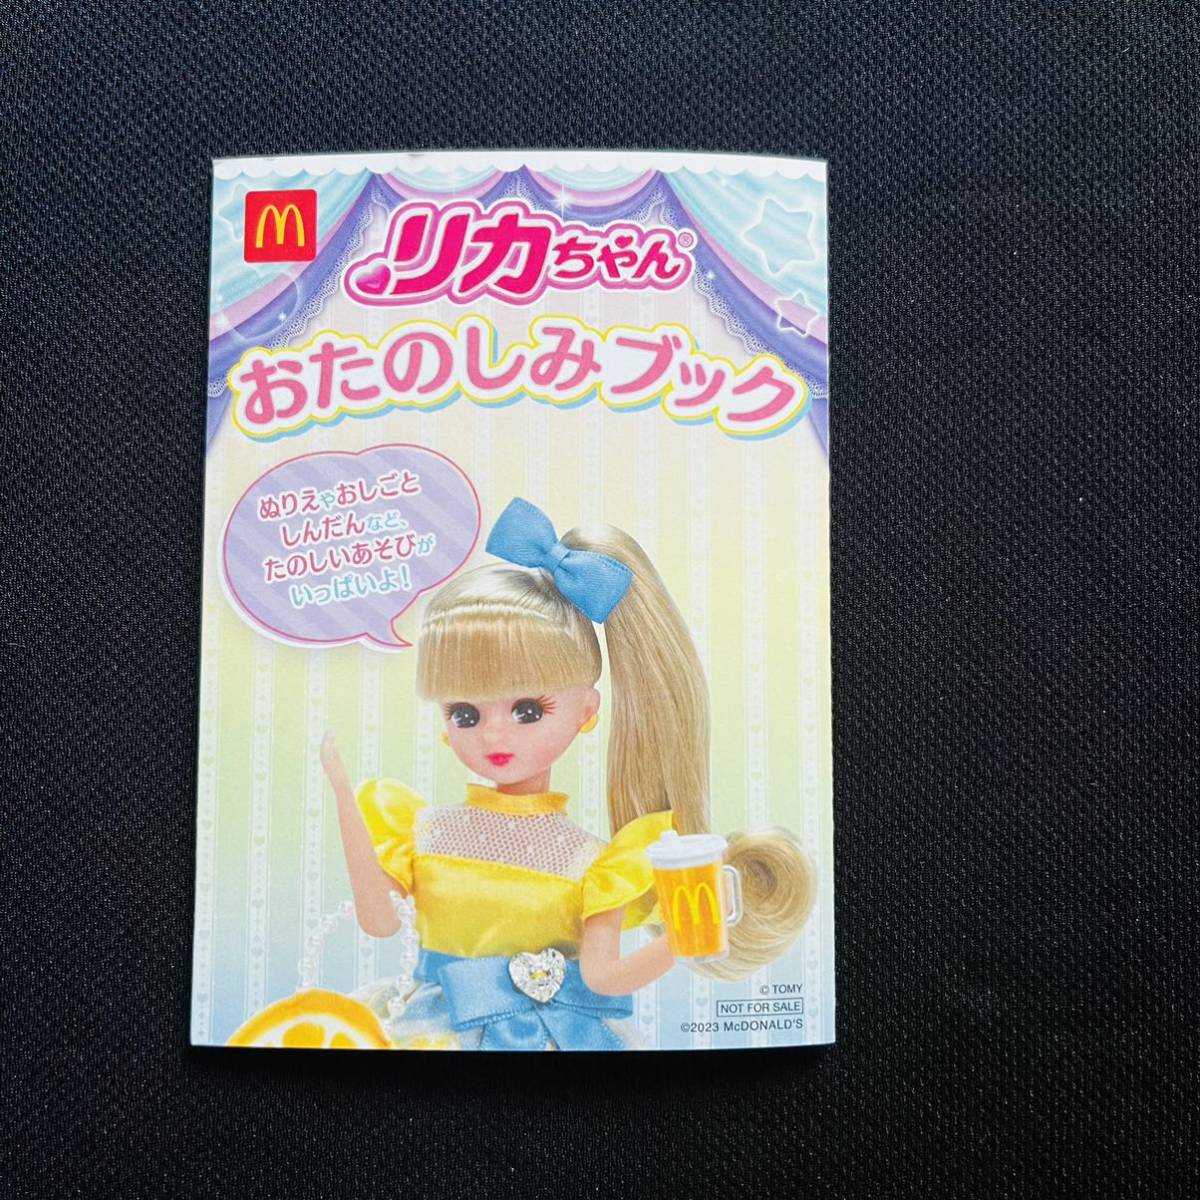 リカちゃん®
おたのしみブック
ぬりえやおしごと
しんだんなど、
たのしいあそびが
いっぱいよ!
© TOMY
NOT FOR SALE
©2023 McDONALD'S